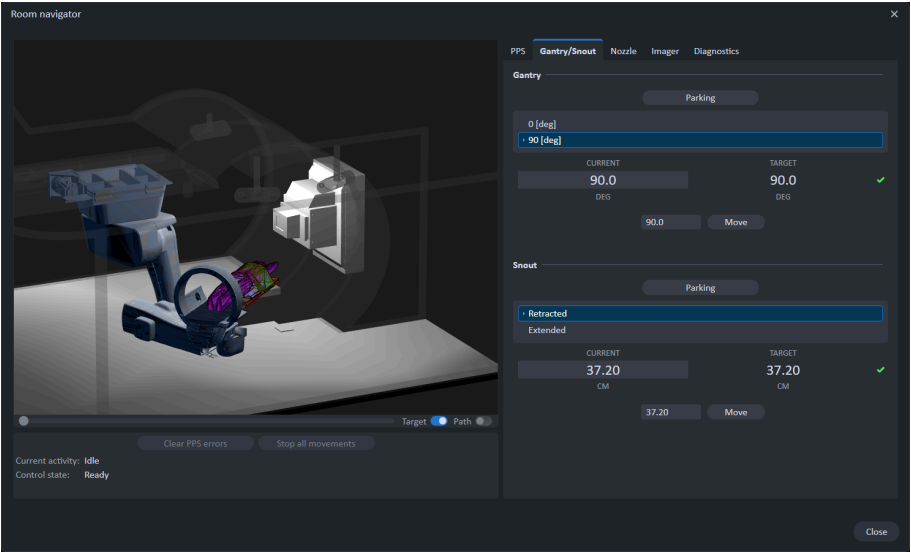 Room navigator
PPS Gantry/Snout Nozzle Imager Diagnostics
Gantry
Parking
0 [deg]
90 [deg]
CURRENT TARGET
90.0 90.0
DEG DEG
90.0 Move
Snout
Parking
Retracted
Extended
CURRENT TARGET
37.20 37.20
CM CM
37.20 Move
Target Path
Clear PPS errors Stop all movements
Current activity: Idle
Control state: Ready
Close